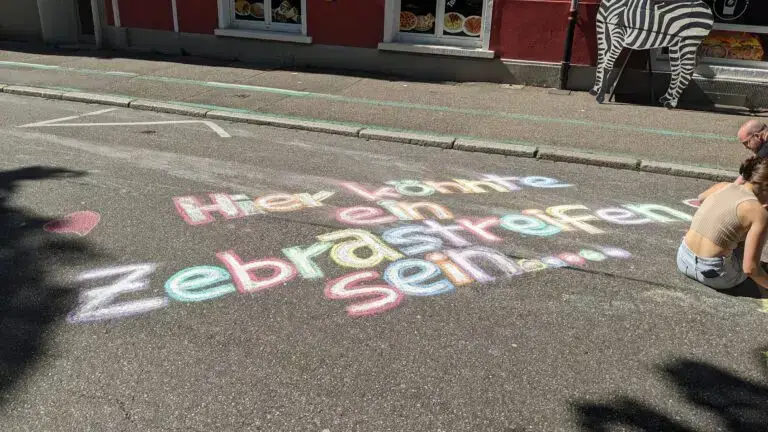 Hier könnte
ein
Zebrastreifen
sein...